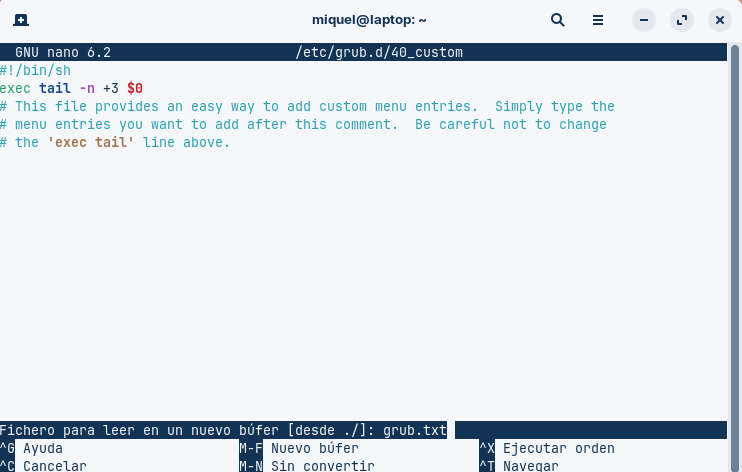 miquel@laptop: ~
GNU nano 6.2 /etc/grub.d/40_custom
#!/bin/sh
exec tail -n +3 $0
# This file provides an easy way to add custom menu entries.  Simply type the
# menu entries you want to add after this comment.  Be careful not to change
# the 'exec tail' line above.
Fichero para leer en un nuevo búfer [desde ./]: grub.txt
^G Ayuda M-F Nuevo búfer ^X Ejecutar orden
^C Cancelar M-N Sin convertir ^T Navegar